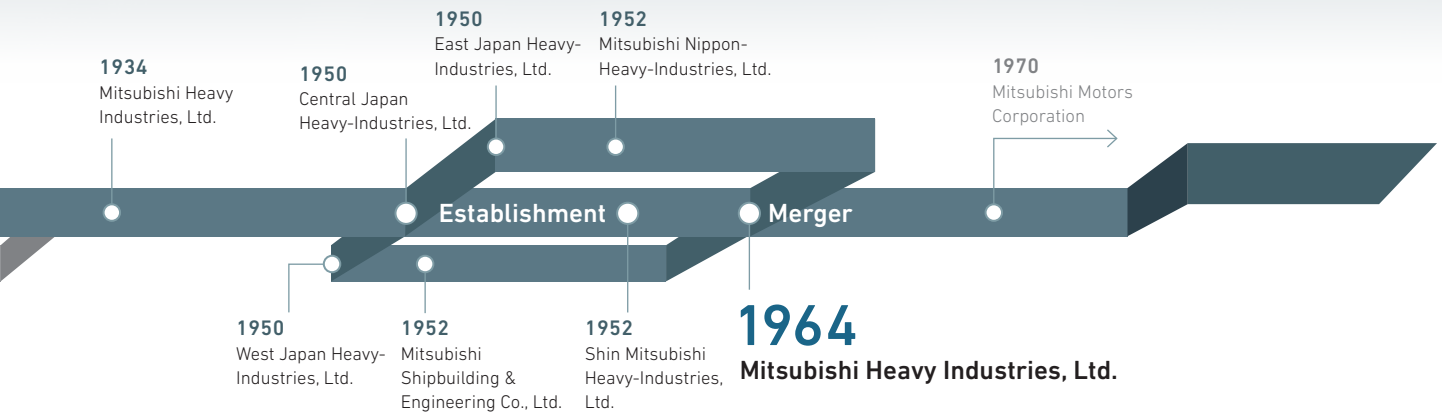 1934
Mitsubishi Heavy
Industries, Ltd.
1950
Central Japan
Heavy-Industries, Ltd.
1950
East Japan Heavy-
Industries, Ltd.
1952
Mitsubishi Nippon-
Heavy-Industries, Ltd.
1970
Mitsubishi Motors
Corporation
Establishment
Merger
1950
West Japan Heavy-
Industries, Ltd.
1952
Mitsubishi
Shipbuilding &
Engineering Co., Ltd.
1952
Shin Mitsubishi
Heavy-Industries,
Ltd.
1964
Mitsubishi Heavy Industries, Ltd.